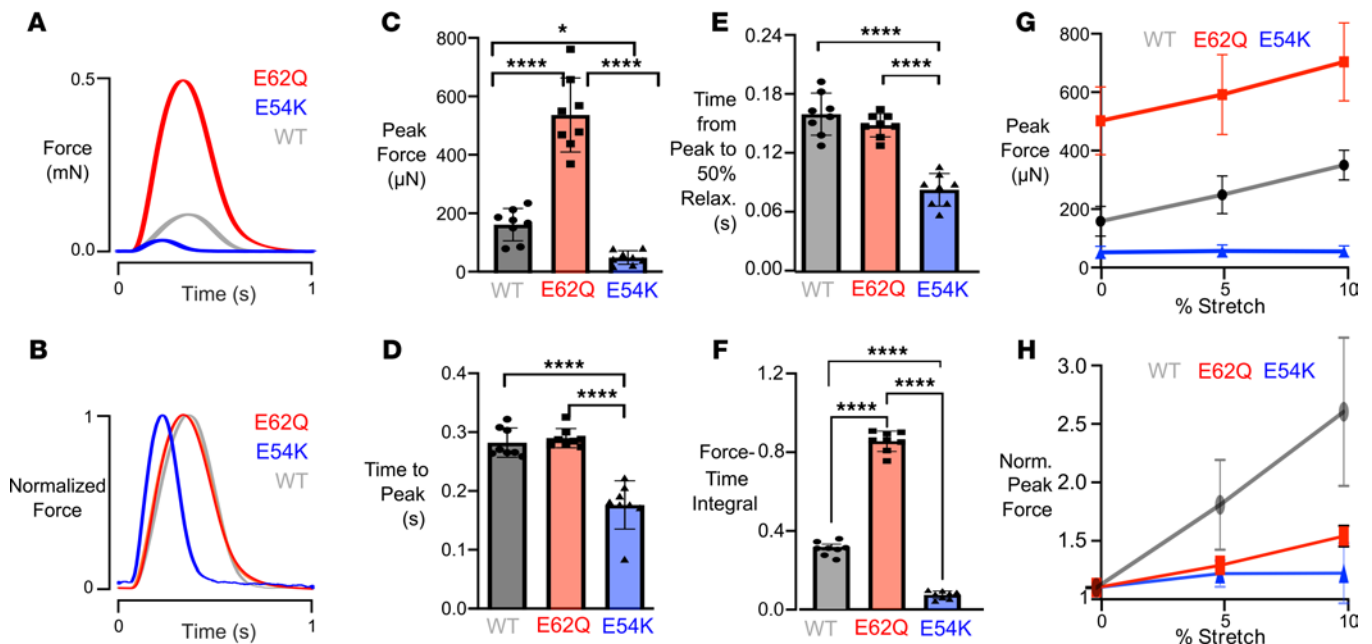 A
E62Q
E54K
WT
0.5
Force
(mN)
0.0
0
1
Time (s)
B
E62Q
E54K
WT
1
Normalized
Force
0
0
1
Time (s)
C
*
****
****
800
600
400
200
0
Peak
Force
(µN)
WT
E62Q
E54K
D
****
****
0.4
0.3
0.2
0.1
0.0
Time to
Peak
(s)
WT
E62Q
E54K
E
****
****
0.24
0.18
0.12
0.06
0.00
Time
from
Peak to
50%
Relax.
(s)
WT
E62Q
E54K
F
****
****
****
1.2
0.8
0.4
0.0
Force-
Time
Integral
WT
E62Q
E54K
G
WT E62Q E54K
800
600
400
200
0
Peak
Force
(µN)
0
5
10
% Stretch
H
WT E62Q E54K
3.0
2.5
2.0
1.5
1
Norm.
Peak
Force
0
5
10
% Stretch